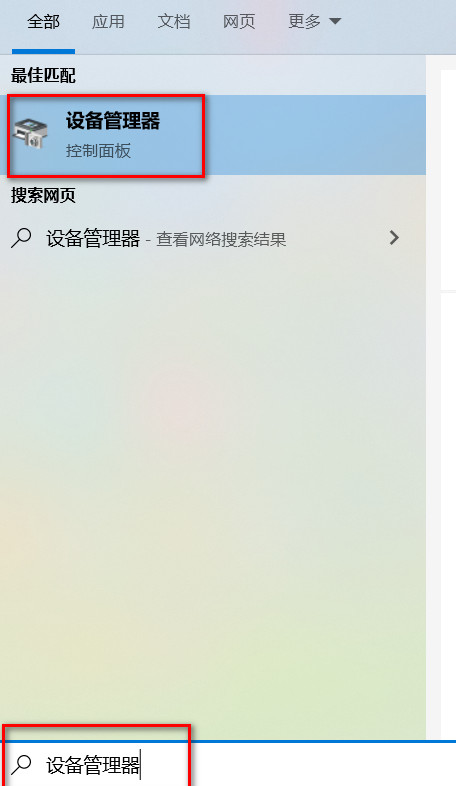 全部 应用 文档 网页 更多
最佳匹配
设备管理器
控制面板
搜索网页
设备管理器 - 查看网络搜索结果
设备管理器